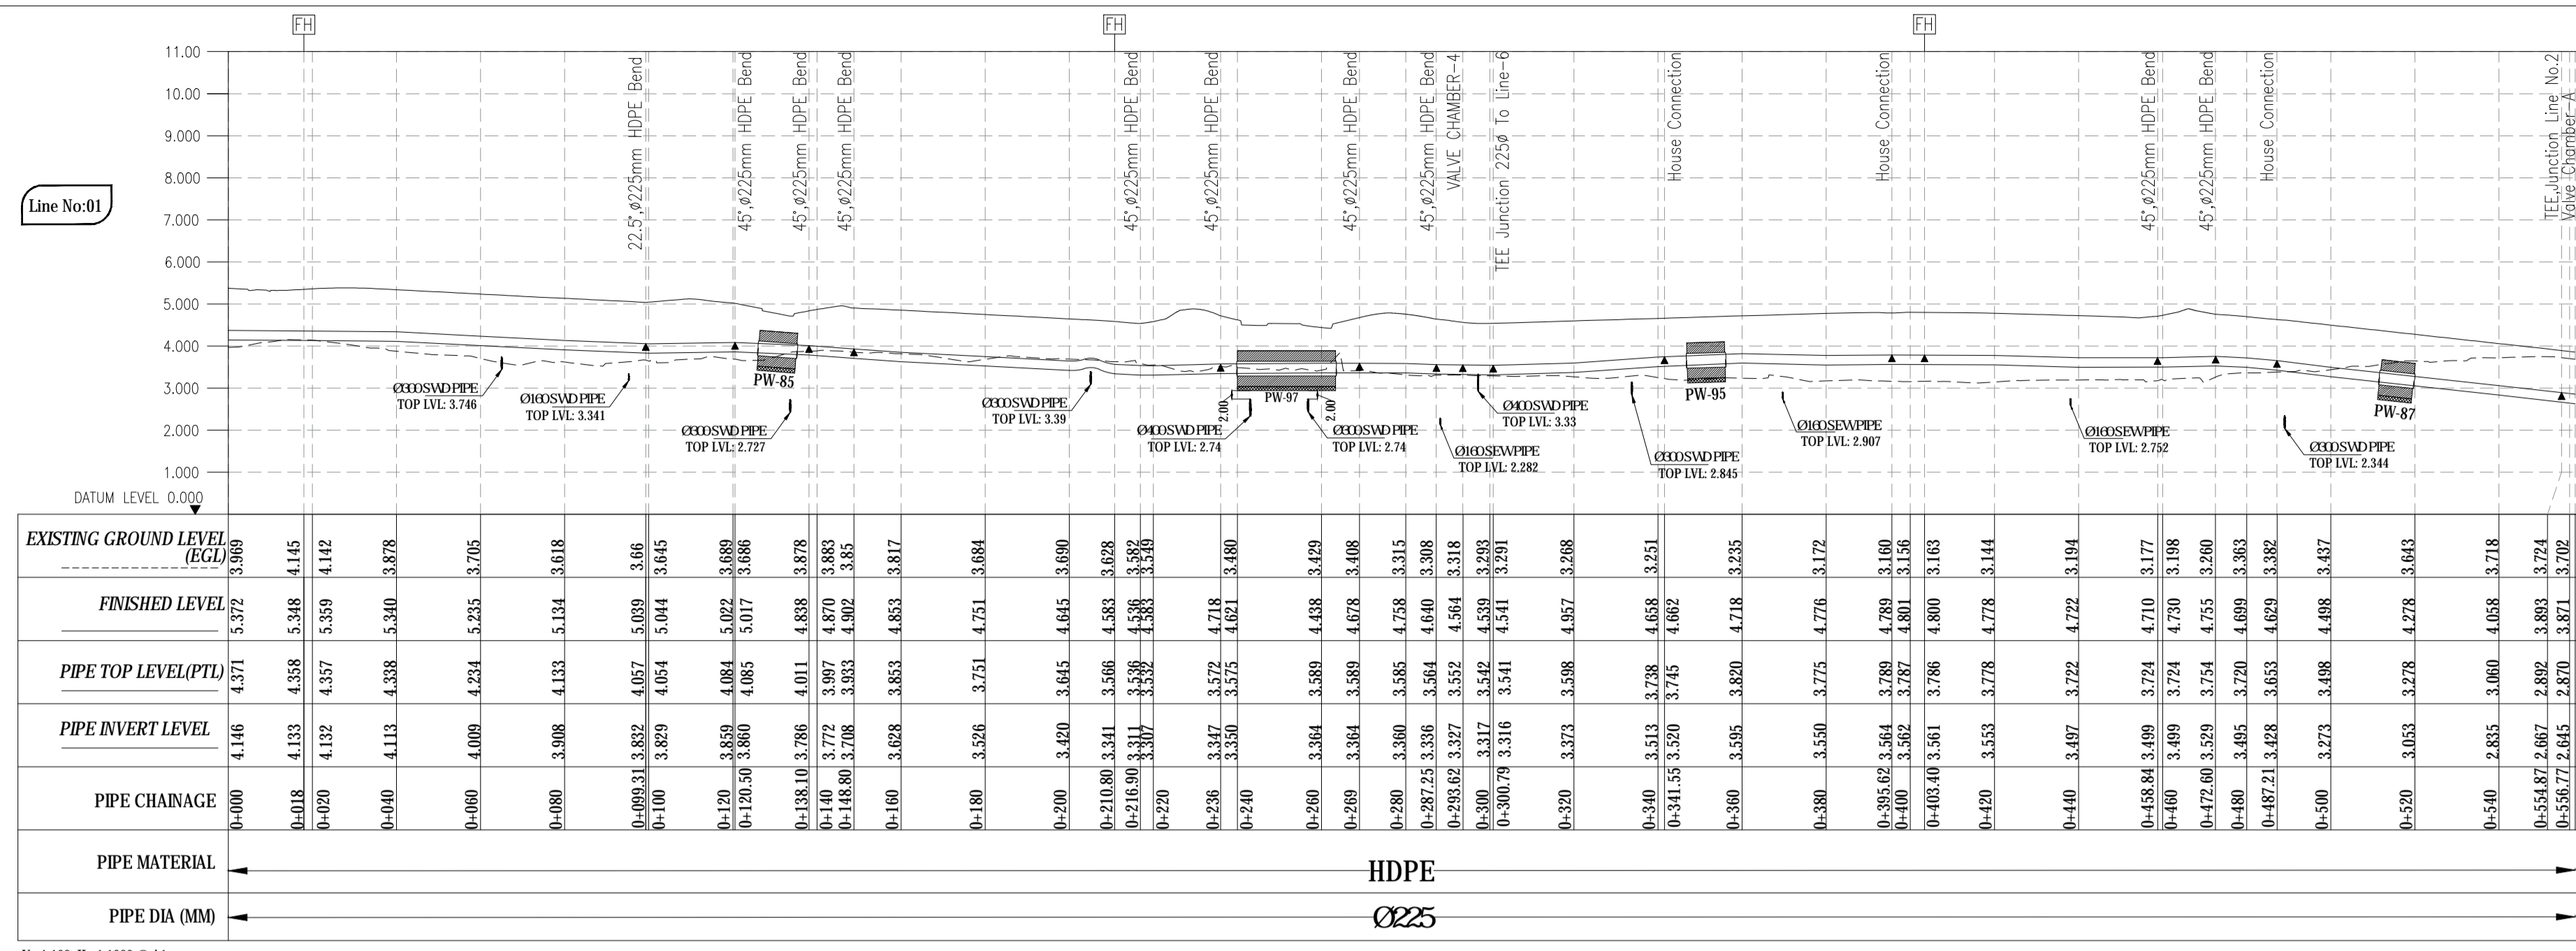 FH FH FH
11.00
10.00
9.000
8.000
7.000
6.000
5.000
4.000
3.000
2.000
1.000
DATUM LEVEL 0.000
Line No:01
22.5°,Ø225mm HDPE Bend
45°,Ø225mm HDPE Bend
45°,Ø225mm HDPE Bend
45°,Ø225mm HDPE Bend
45°,Ø225mm HDPE Bend
45°,Ø225mm HDPE Bend
45°,Ø225mm HDPE Bend
45°,Ø225mm HDPE Bend
VALVE CHAMBER-4
TEE Junction 225Ø To Line-6
House Connection
House Connection
45°,Ø225mm HDPE Bend
45°,Ø225mm HDPE Bend
House Connection
TEE,Junction Line No.2
Valve Chamber-A
Ø300 SWD PIPE
TOP LVL: 3.746
Ø160 SWD PIPE
TOP LVL: 3.341
PW-85
Ø300 SWD PIPE
TOP LVL: 2.727
Ø300 SWD PIPE
TOP LVL: 3.39
Ø400 SWD PIPE
TOP LVL: 2.74
2.00
PW-97
2.00
Ø300 SWD PIPE
TOP LVL: 2.74
Ø160 SEW PIPE
TOP LVL: 2.282
Ø400 SWD PIPE
TOP LVL: 3.33
Ø300 SWD PIPE
TOP LVL: 2.845
PW-95
Ø160 SEW PIPE
TOP LVL: 2.907
Ø160 SEW PIPE
TOP LVL: 2.752
Ø300 SWD PIPE
TOP LVL: 2.344
PW-87
EXISTING GROUND LEVEL
(EGL)
3.969 4.145 4.142 3.878 3.705 3.618 3.66 3.645 3.689 3.686 3.878 3.883 3.85 3.817 3.684 3.690 3.628 3.582 3.549 3.480 3.429 3.408 3.315 3.308 3.318 3.293 3.291 3.268 3.251 3.235 3.172 3.160 3.156 3.163 3.144 3.194 3.177 3.198 3.260 3.363 3.382 3.437 3.643 3.718 3.724 3.702
FINISHED LEVEL
5.372 5.348 5.359 5.340 5.235 5.134 5.039 5.044 5.022 5.017 4.838 4.870 4.902 4.853 4.751 4.645 4.583 4.536 4.583 4.718 4.621 4.438 4.678 4.758 4.640 4.564 4.539 4.541 4.957 4.658 4.662 4.718 4.776 4.789 4.801 4.800 4.778 4.722 4.710 4.730 4.755 4.699 4.629 4.498 4.278 4.058 3.893 3.871
PIPE TOP LEVEL(PTL)
4.371 4.358 4.357 4.338 4.234 4.133 4.057 4.054 4.084 4.085 4.011 3.997 3.933 3.853 3.751 3.645 3.566 3.536 3.532 3.572 3.575 3.589 3.589 3.585 3.564 3.552 3.542 3.541 3.598 3.738 3.745 3.820 3.775 3.789 3.787 3.786 3.778 3.722 3.724 3.724 3.754 3.720 3.653 3.498 3.278 3.060 2.892 2.870
PIPE INVERT LEVEL
4.146 4.133 4.132 4.113 4.009 3.908 3.832 3.829 3.859 3.860 3.786 3.772 3.708 3.628 3.526 3.420 3.341 3.311 3.307 3.347 3.350 3.364 3.364 3.360 3.336 3.327 3.317 3.316 3.373 3.513 3.520 3.595 3.550 3.564 3.562 3.561 3.553 3.497 3.499 3.499 3.529 3.495 3.428 3.273 3.053 2.835 2.667 2.645
PIPE CHAINAGE
0+000 0+018 0+020 0+040 0+060 0+080 0+099.31 0+100 0+120 0+120.50 0+138.10 0+140 0+148.80 0+160 0+180 0+200 0+210.80 0+216.90 0+220 0+236 0+240 0+260 0+269 0+280 0+287.25 0+293.62 0+300 0+300.79 0+320 0+340 0+341.55 0+360 0+380 0+395.62 0+400 0+403.40 0+420 0+440 0+458.84 0+460 0+472.60 0+480 0+487.21 0+500 0+520 0+540 0+554.87 0+556.77
PIPE MATERIAL
HDPE
PIPE DIA (MM)
Ø225